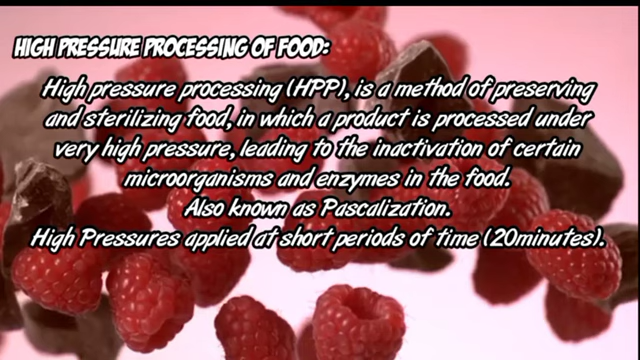 HIGH PRESSURE PROCESSING OF FOOD:
High pressure processing (HPP), is a method of preserving
and sterilizing food, in which a product is processed under
very high pressure, leading to the inactivation of certain
microorganisms and enzymes in the food.
Also known as Pascalization.
High Pressures applied at short periods of time (20minutes).